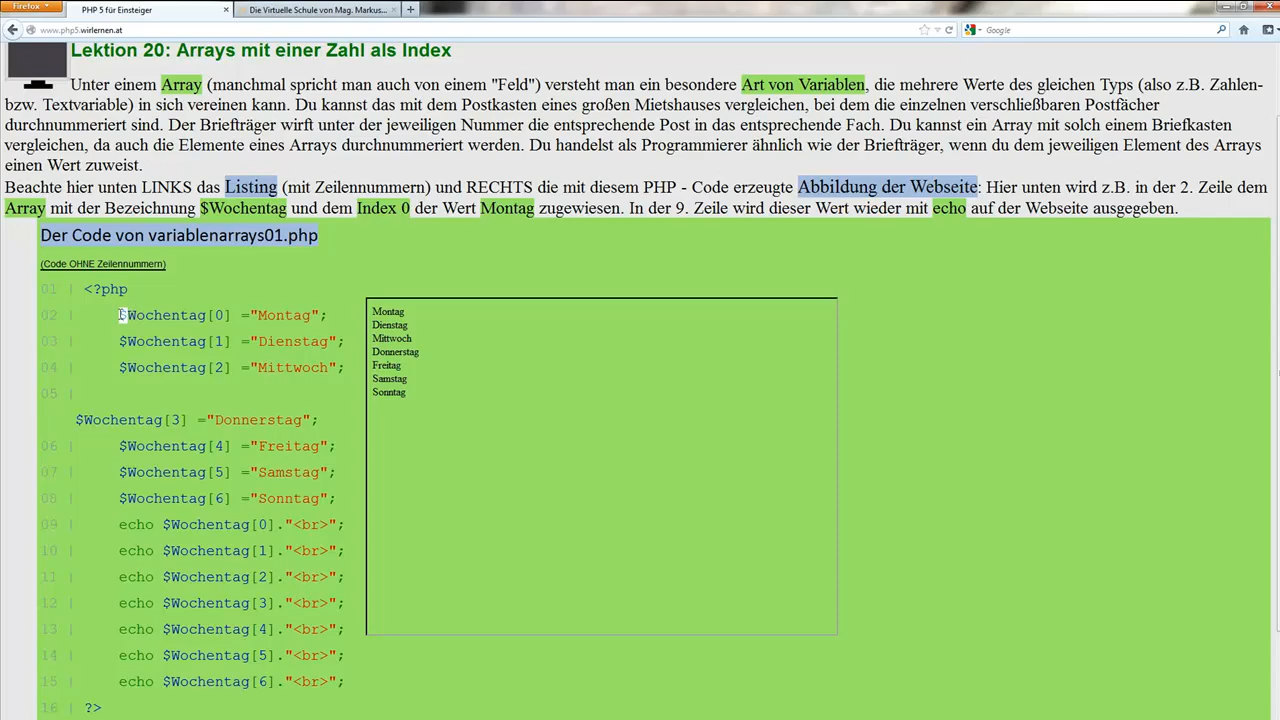 Firefox
PHP 5 für Einsteiger
Die Virtuelle Schule von Mag. Markus...
www.php5.wirlernen.at
Google
Lektion 20: Arrays mit einer Zahl als Index
Unter einem Array (manchmal spricht man auch von einem "Feld") versteht man ein besondere Art von Variablen, die mehrere Werte des gleichen Typs (also z.B. Zahlen-
bzw. Textvariable) in sich vereinen kann. Du kannst das mit dem Postkasten eines großen Mietshauses vergleichen, bei dem die einzelnen verschließbaren Postfächer
durchnummeriert sind. Der Briefträger wirft unter der jeweiligen Nummer die entsprechende Post in das entsprechende Fach. Du kannst ein Array mit solch einem Briefkasten
vergleichen, da auch die Elemente eines Arrays durchnummeriert werden. Du handelst als Programmierer ähnlich wie der Briefträger, wenn du dem jeweiligen Element des Arrays
einen Wert zuweist.
Beachte hier unten LINKS das Listing (mit Zeilennummern) und RECHTS die mit diesem PHP - Code erzeugte Abbildung der Webseite: Hier unten wird z.B. in der 2. Zeile dem
Array mit der Bezeichnung $Wochentag und dem Index 0 der Wert Montag zugewiesen. In der 9. Zeile wird dieser Wert wieder mit echo auf der Webseite ausgegeben.
Der Code von variablenarrays01.php
(Code OHNE Zeilennummern)
01 | <?php
02 | $Wochentag[0] ="Montag";
03 | $Wochentag[1] ="Dienstag";
04 | $Wochentag[2] ="Mittwoch";
05 |
$Wochentag[3] ="Donnerstag";
06 | $Wochentag[4] ="Freitag";
07 | $Wochentag[5] ="Samstag";
08 | $Wochentag[6] ="Sonntag";
09 | echo $Wochentag[0]."<br>";
10 | echo $Wochentag[1]."<br>";
11 | echo $Wochentag[2]."<br>";
12 | echo $Wochentag[3]."<br>";
13 | echo $Wochentag[4]."<br>";
14 | echo $Wochentag[5]."<br>";
15 | echo $Wochentag[6]."<br>";
16 | ?>
Montag
Dienstag
Mittwoch
Donnerstag
Freitag
Samstag
Sonntag